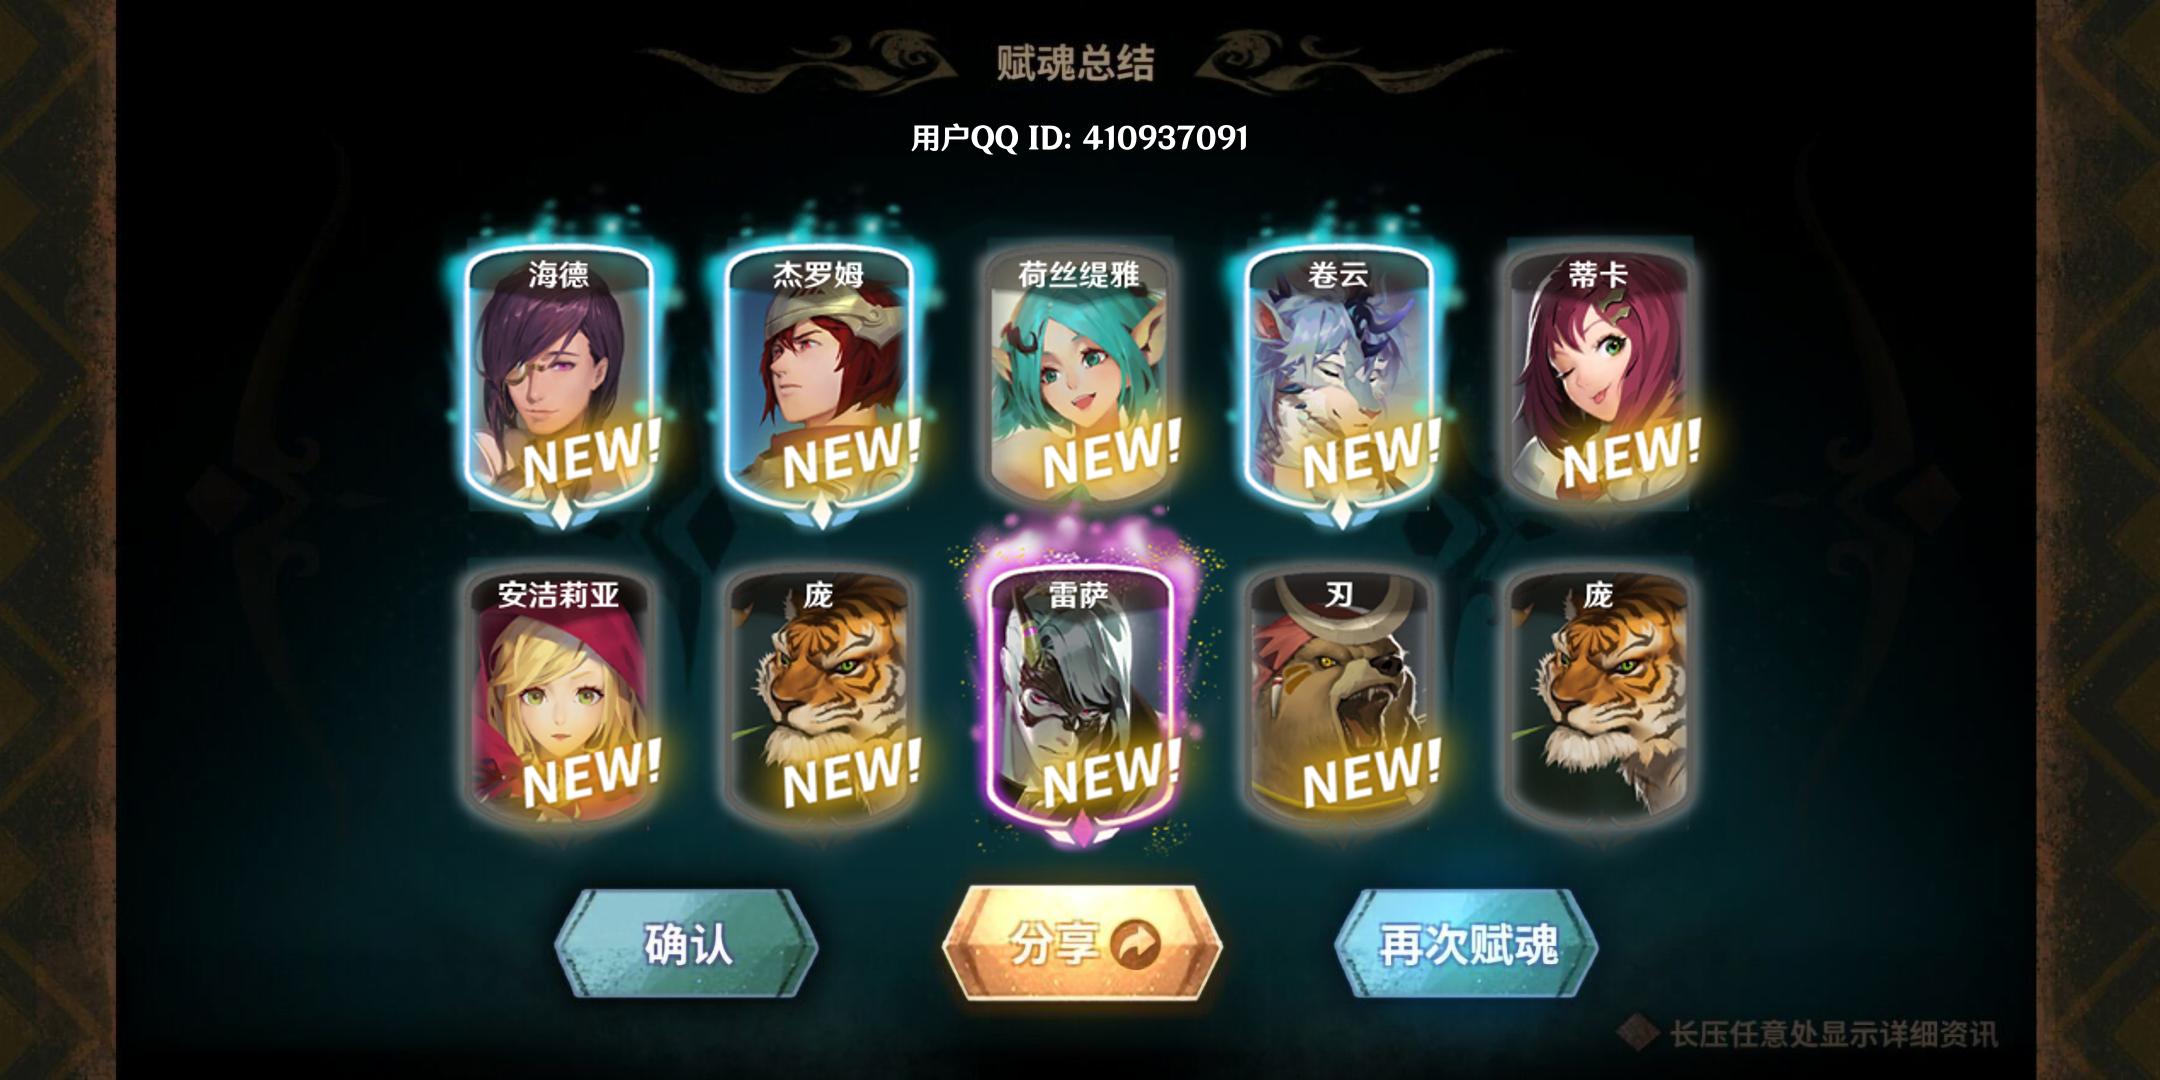 赋魂总结
用户QQ ID: 410937091
海德
杰罗姆
荷丝缇雅
卷云
蒂卡
NEW!
NEW!
NEW!
NEW!
NEW!
安洁莉亚
庞
雷萨
刃
庞
NEW!
NEW!
NEW!
NEW!
确认
分享
再次赋魂
长压任意处显示详细资讯